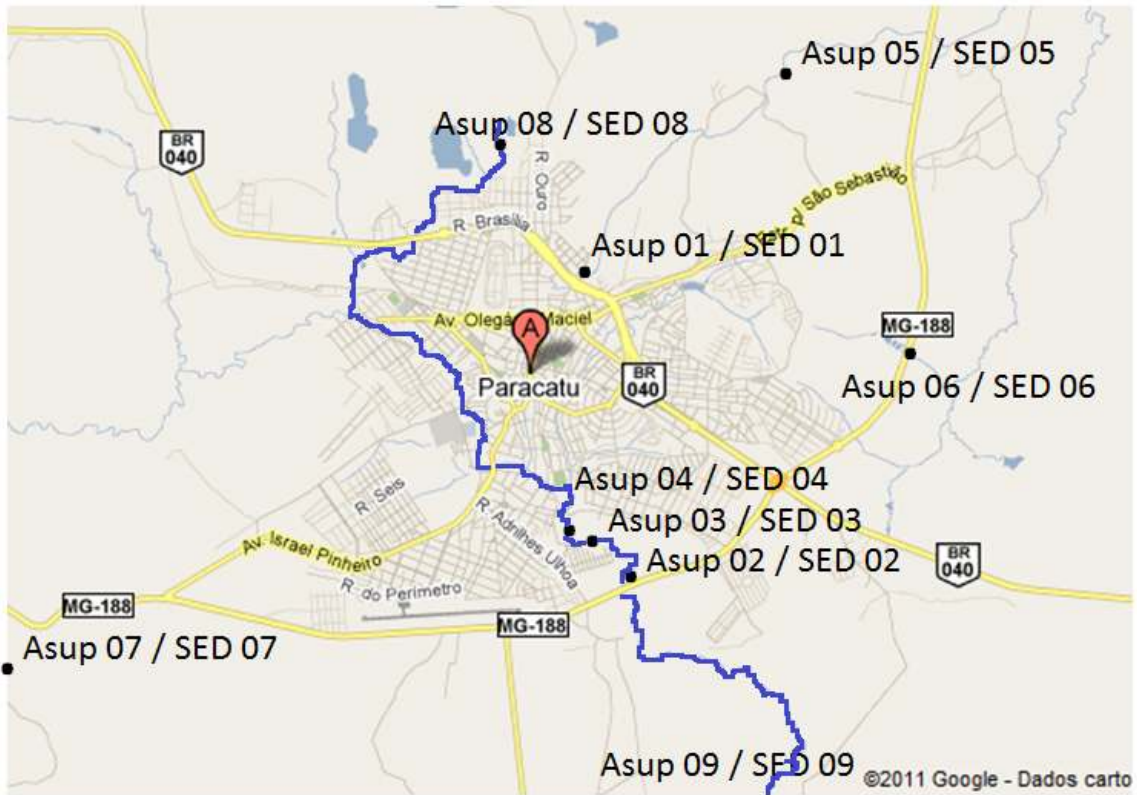 Asup 05 / SED 05
Asup 08 / SED 08
BR
040
R. Ouro
Estr. p/ São Sebastião
R. Brasília
Asup 01 / SED 01
Av. Olegá Maciel
A
MG-188
Paracatu
BR
040
Asup 06 / SED 06
Asup 04 / SED 04
R. Seis
Asup 03 / SED 03
R. Adrilhes Ulhoa
Av. Israel Pinheiro
Asup 02 / SED 02
BR
040
R. do Perimetro
MG-188
MG-188
Asup 07 / SED 07
Asup 09 / SED 09
©2011 Google - Dados carto